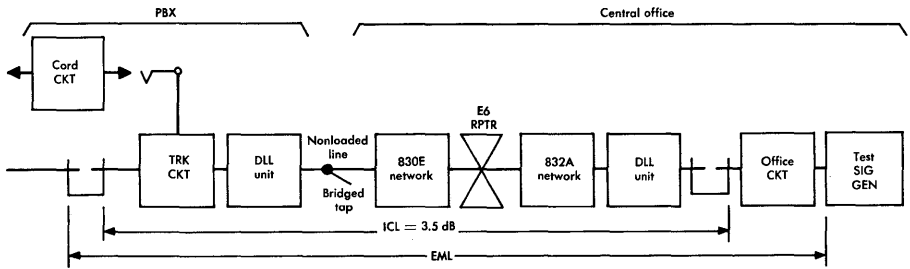 PBX
Central office
Cord
CKT
E6
RPTR
TRK
CKT
DLL
unit
Nonloaded
line
Bridged
tap
830E
network
832A
network
DLL
unit
Office
CKT
Test
SIG
GEN
ICL = 3.5 dB
EML